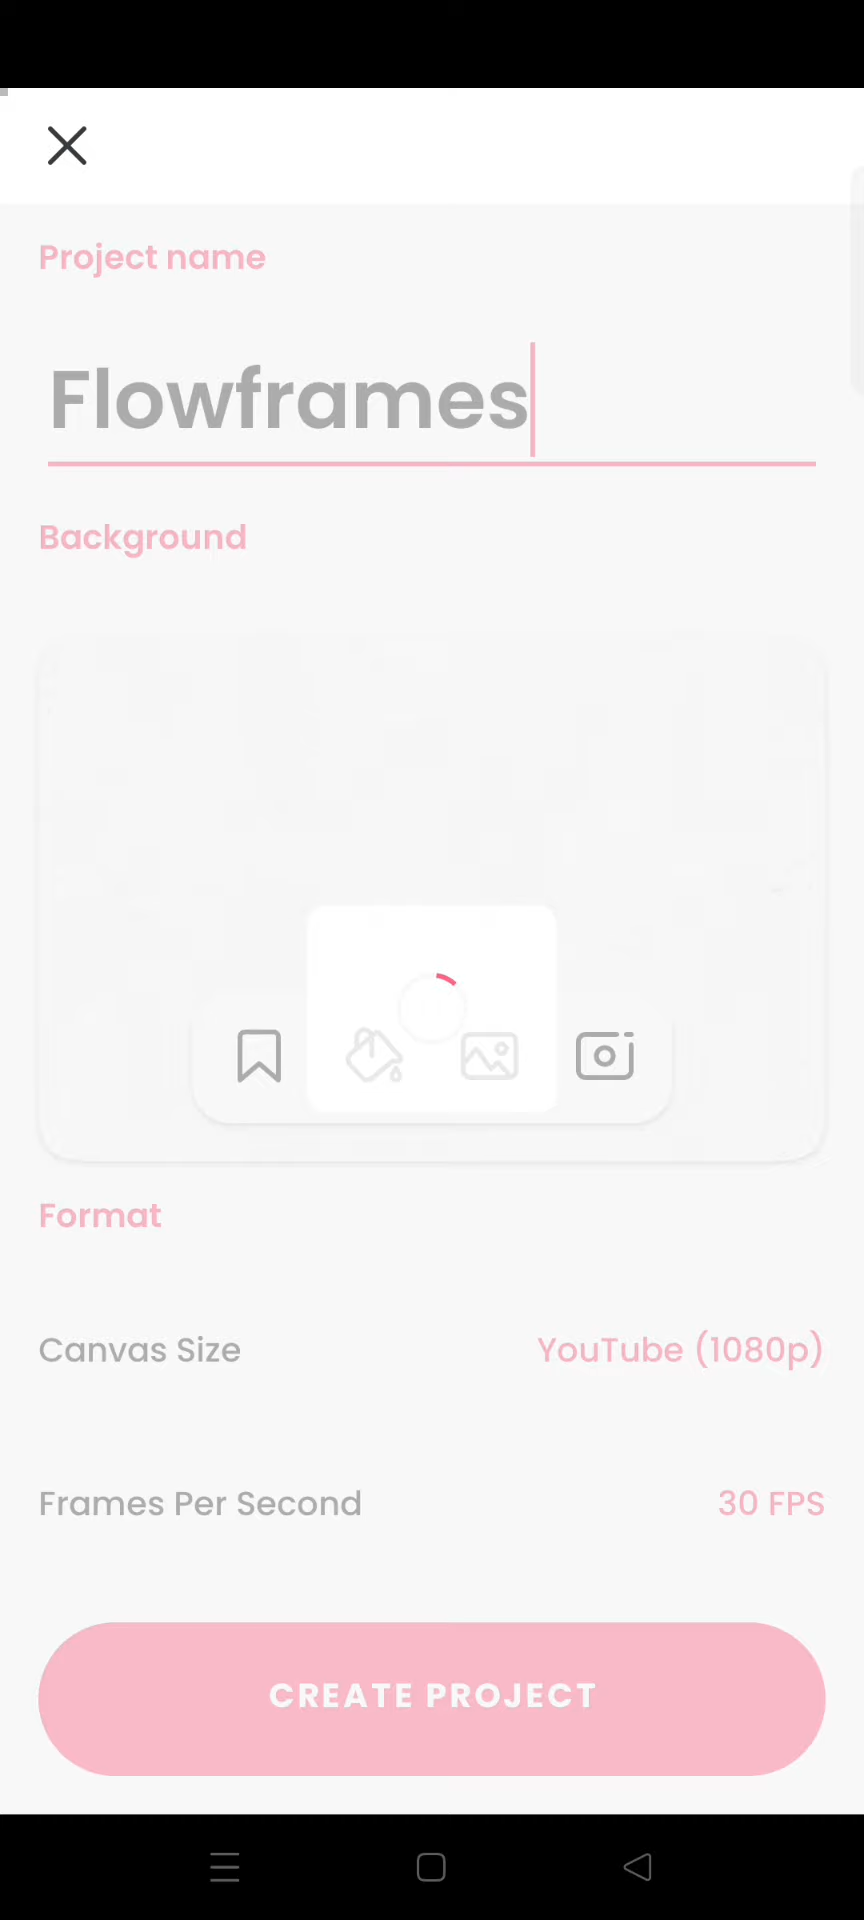 Project name
Flowframes
Background
Format
Canvas Size YouTube (1080p)
Frames Per Second 30 FPS
CREATE PROJECT